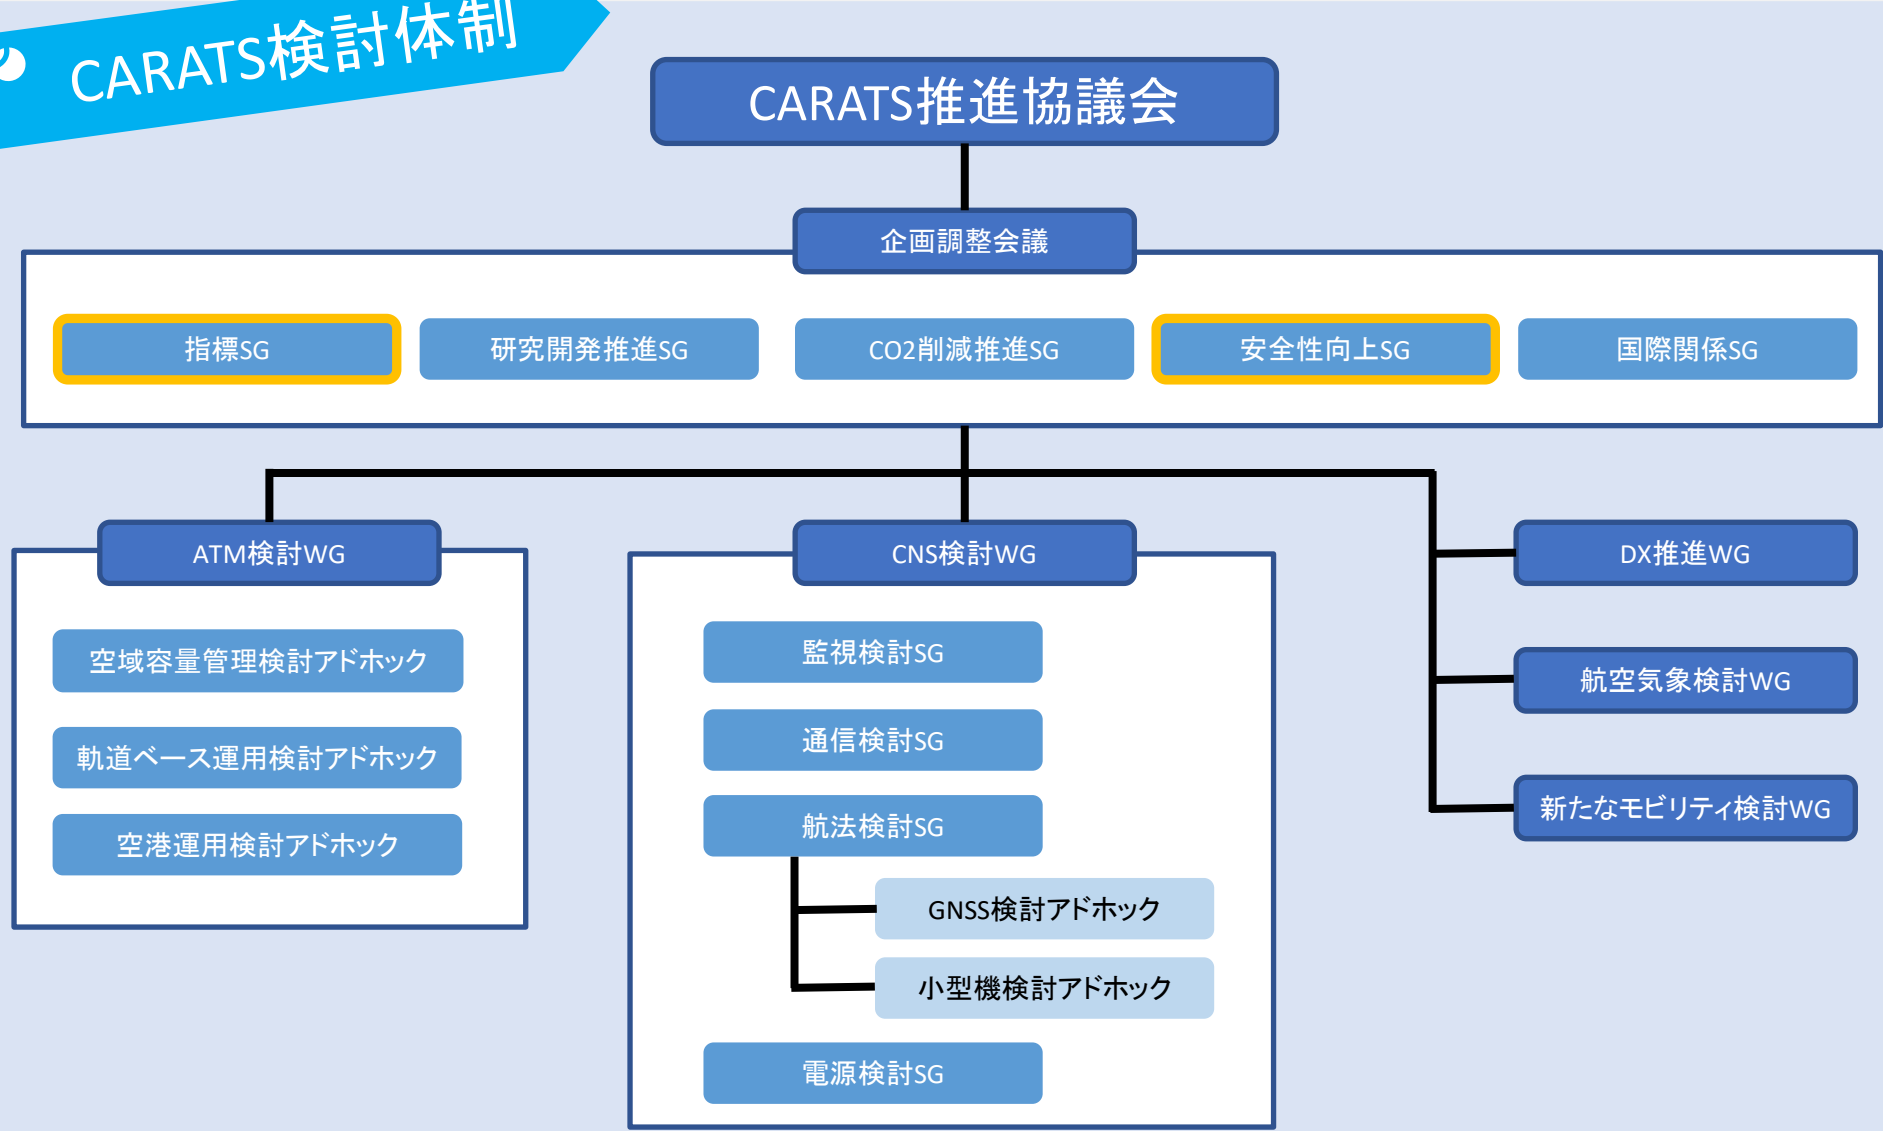 CARATS検討体制
CARATS推進協議会
企画調整会議
指標SG
研究開発推進SG
CO2削減推進SG
安全性向上SG
国際関係SG
ATM検討WG
空域容量管理検討アドホック
軌道ベース運用検討アドホック
空港運用検討アドホック
CNS検討WG
監視検討SG
通信検討SG
航法検討SG
GNSS検討アドホック
小型機検討アドホック
電源検討SG
DX推進WG
航空気象検討WG
新たなモビリティ検討WG